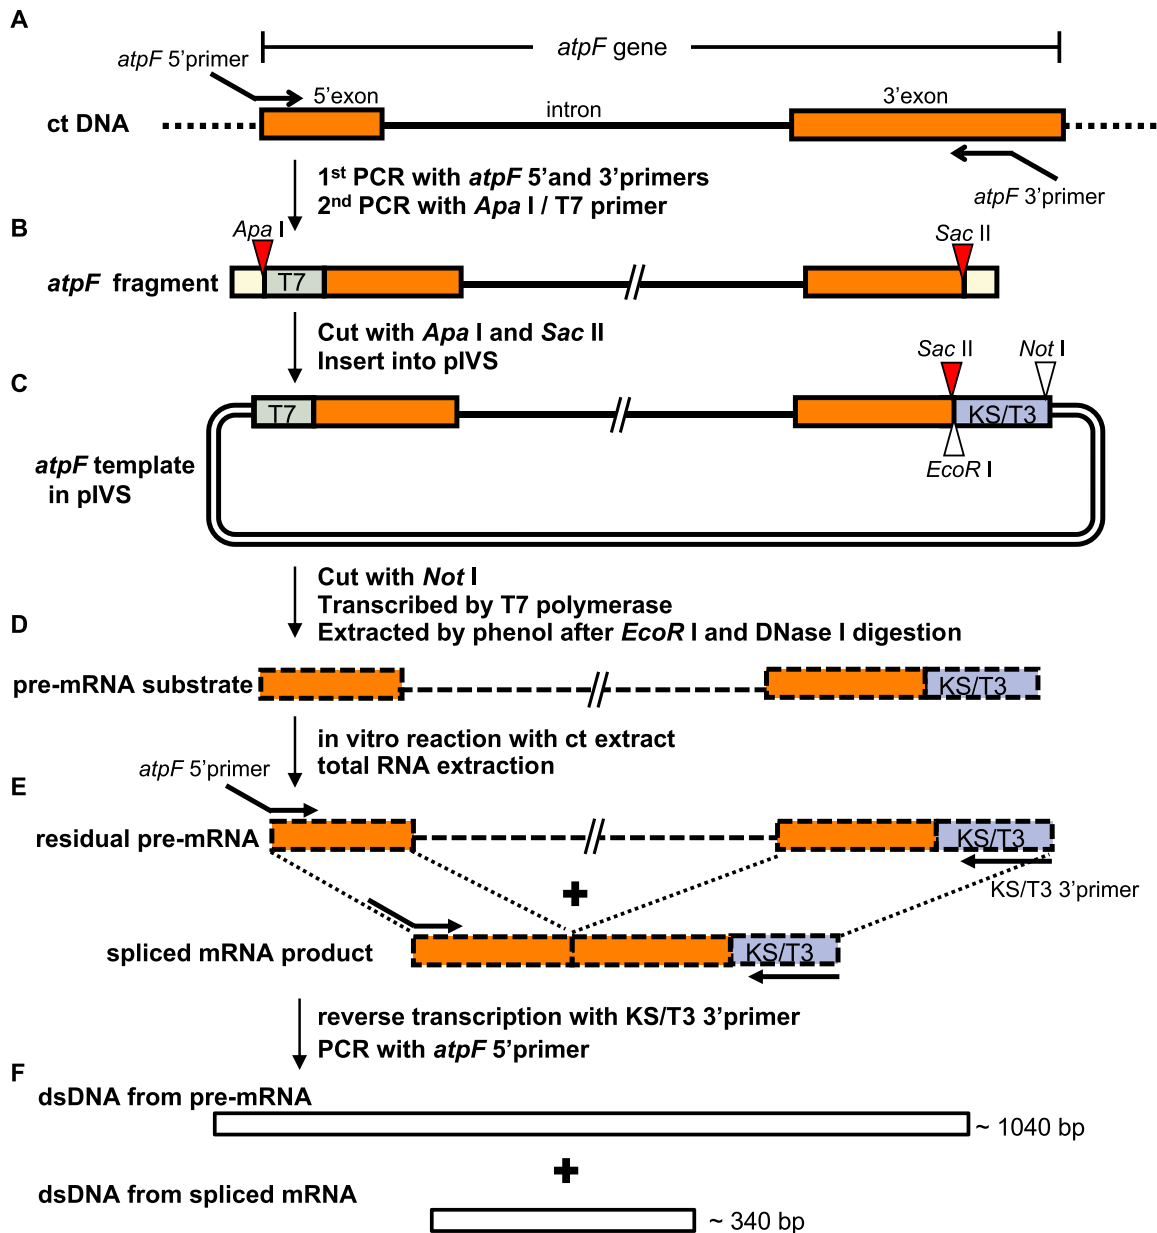 A
atpF gene
atpF 5'primer
5'exon
intron
3'exon
ct DNA
1st PCR with atpF 5'and 3'primers
2nd PCR with Apa I / T7 primer
atpF 3'primer
B
Apa I
Sac II
atpF fragment
T7
Cut with Apa I and Sac II
Insert into pIVS
C
Sac II
Not I
T7
KS/T3
EcoR I
atpF template
in pIVS
Cut with Not I
Transcribed by T7 polymerase
Extracted by phenol after EcoR I and DNase I digestion
D
pre-mRNA substrate
KS/T3
in vitro reaction with ct extract
total RNA extraction
atpF 5'primer
E
residual pre-mRNA
KS/T3
KS/T3 3'primer
spliced mRNA product
KS/T3
reverse transcription with KS/T3 3'primer
PCR with atpF 5'primer
F
dsDNA from pre-mRNA
~ 1040 bp
dsDNA from spliced mRNA
~ 340 bp